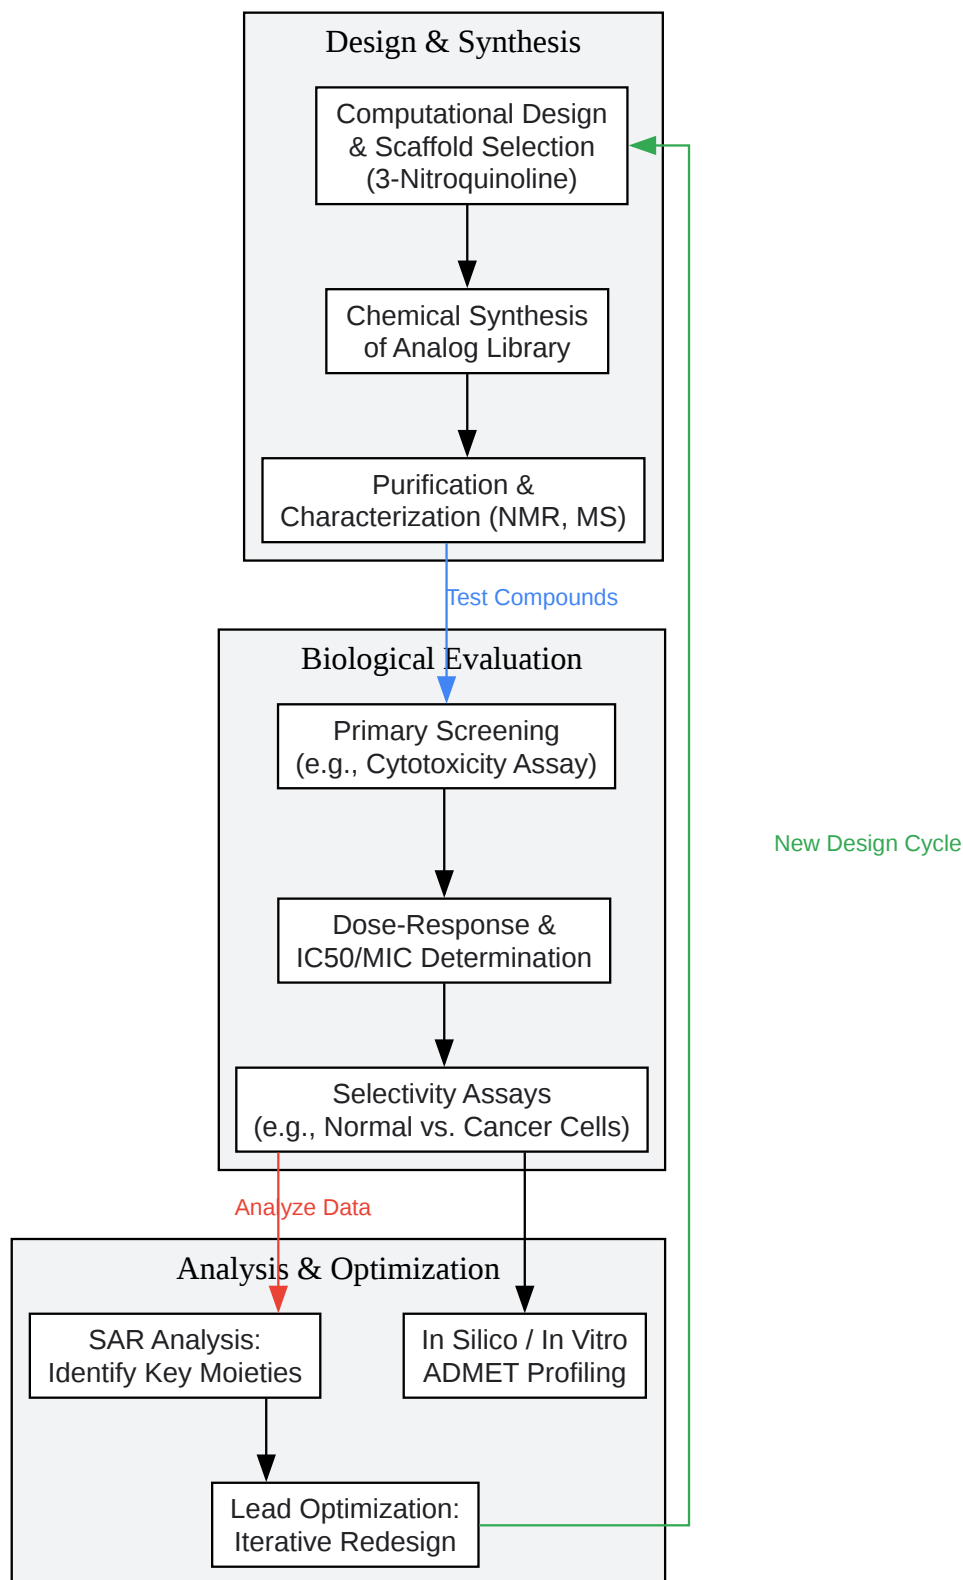 Design & Synthesis
Computational Design
& Scaffold Selection
(3-Nitroquinoline)
Chemical Synthesis
of Analog Library
Purification &
Characterization (NMR, MS)
Test Compounds
Biological Evaluation
Primary Screening
(e.g., Cytotoxicity Assay)
New Design Cycle
Dose-Response &
IC50/MIC Determination
Selectivity Assays
(e.g., Normal vs. Cancer Cells)
Analyze Data
Analysis & Optimization
SAR Analysis:
Identify Key Moieties
In Silico / In Vitro
ADMET Profiling
Lead Optimization:
Iterative Redesign